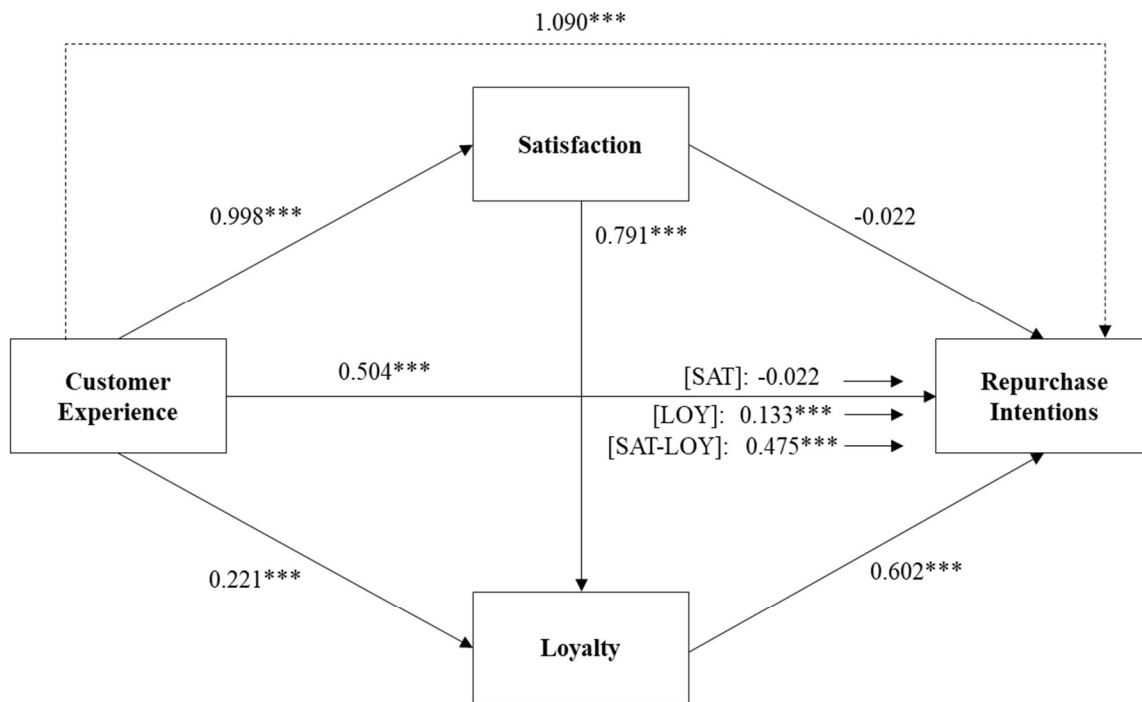 1.090***
Satisfaction
0.998***
-0.022
0.791***
Customer
Experience
0.504***
[SAT]: -0.022
[LOY]: 0.133***
[SAT-LOY]: 0.475***
Repurchase
Intentions
0.221***
0.602***
Loyalty